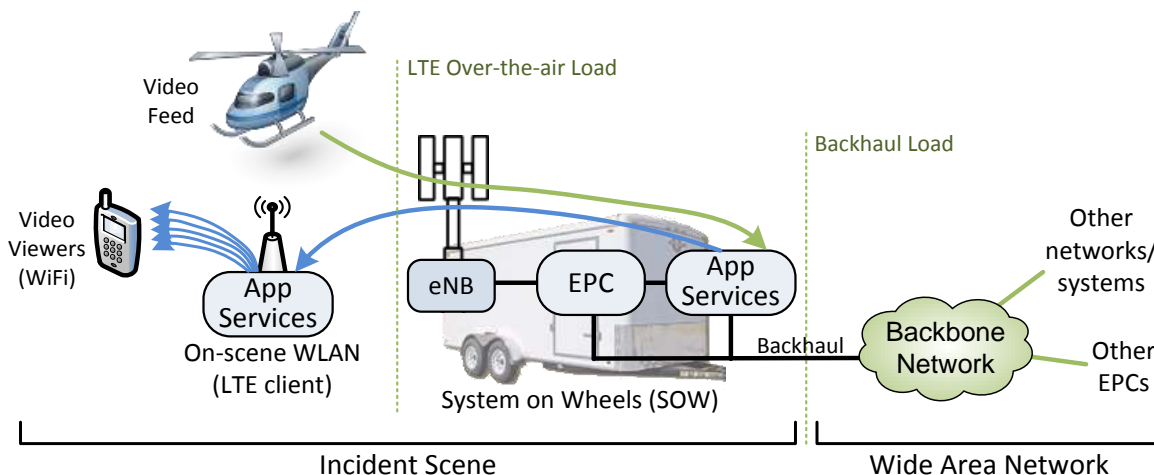 Video
Feed
LTE Over-the-air Load
Backhaul Load
Video
Viewers
(WiFi)
App
Services
On-scene WLAN
(LTE client)
eNB
EPC
App
Services
Backhaul
System on Wheels (SOW)
Backbone
Network
Other
networks/
systems
Other
EPCs
Incident Scene
Wide Area Network